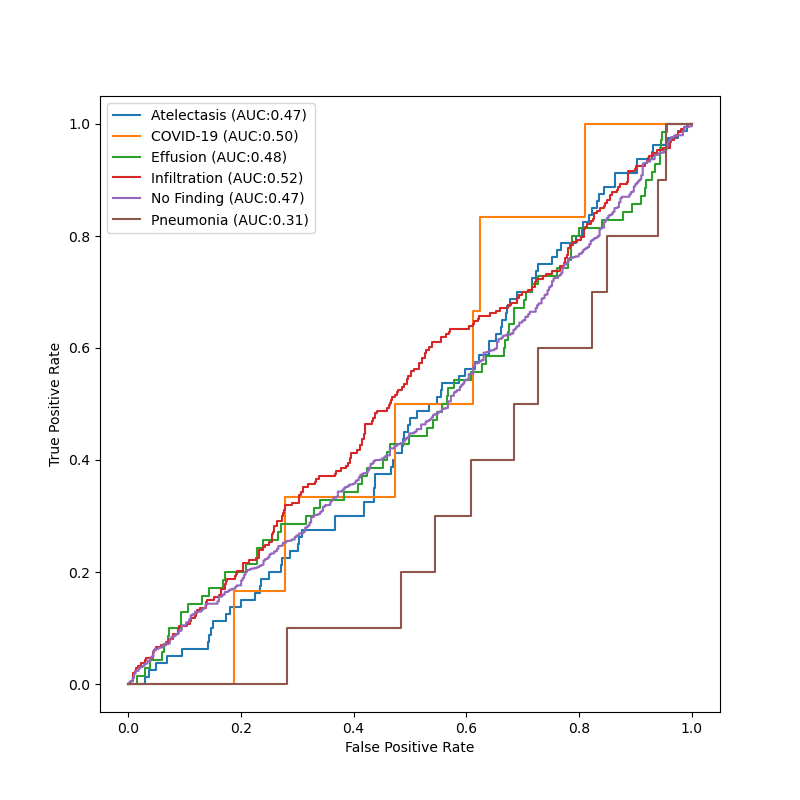 Atelectasis (AUC:0.47)
COVID-19 (AUC:0.50)
Effusion (AUC:0.48)
Infiltration (AUC:0.52)
No Finding (AUC:0.47)
Pneumonia (AUC:0.31)
1.0
0.8
0.6
0.4
0.2
0.0
True Positive Rate
0.0 0.2 0.4 0.6 0.8 1.0
False Positive Rate